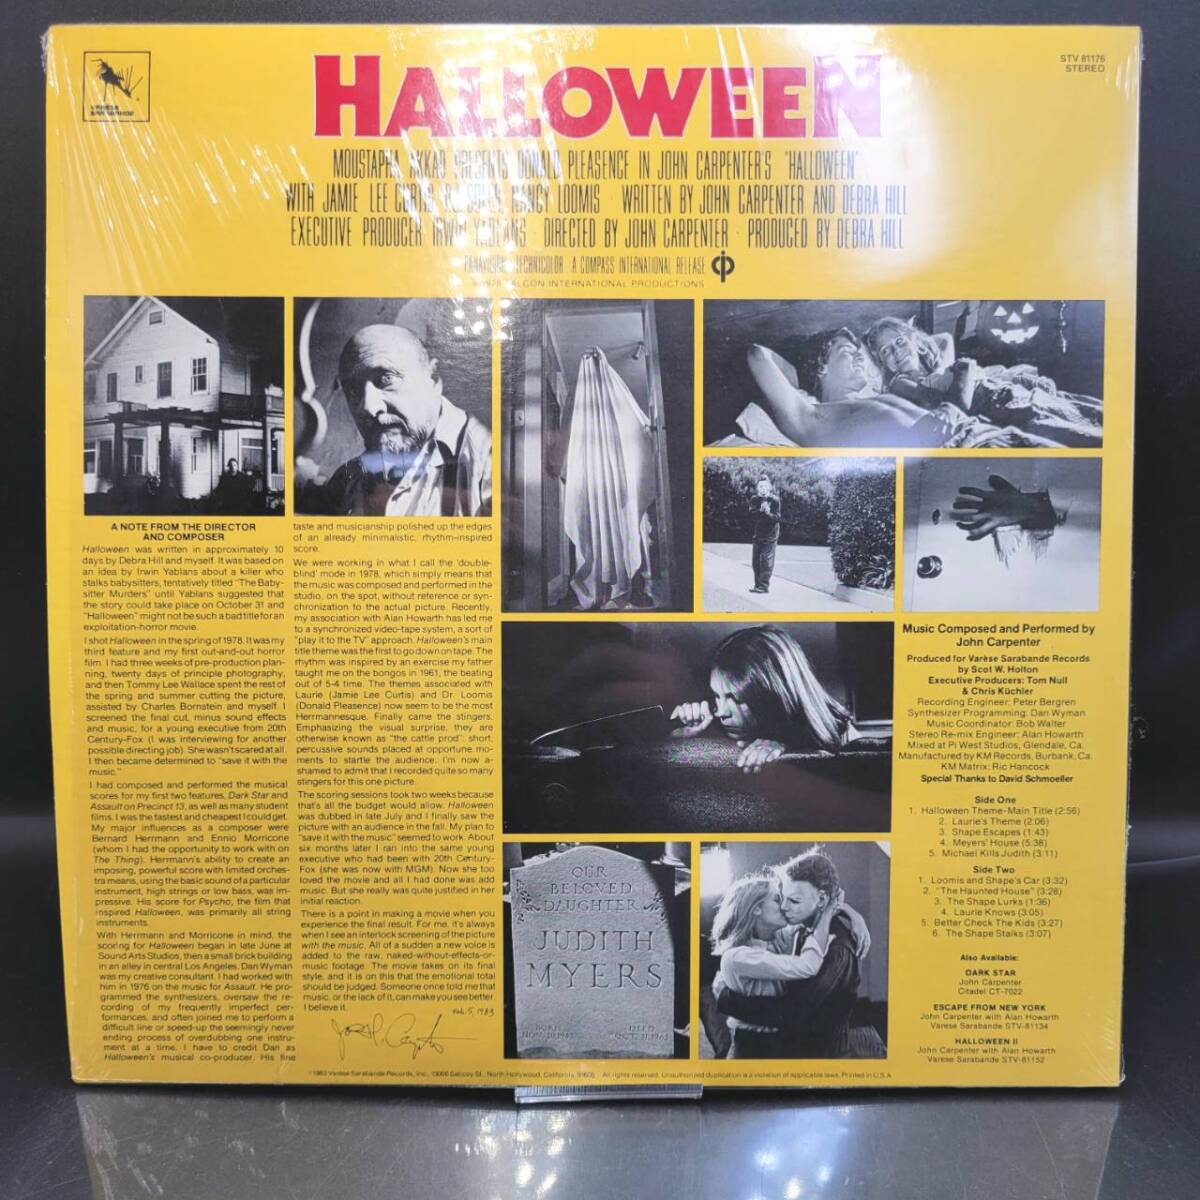 STV 81176
STEREO
HALLOWEEN
MOUSTAPHA AKKAD PRESENTS DONALD PLEASENCE IN JOHN CARPENTER'S "HALLOWEEN"
WITH JAMIE LEE CURTIS P.J. SOLES NANCY LOOMIS · WRITTEN BY JOHN CARPENTER AND DEBRA HILL
EXECUTIVE PRODUCER IRWIN YABLANS · DIRECTED BY JOHN CARPENTER · PRODUCED BY DEBRA HILL
PANAVISION TECHNICOLOR A COMPASS INTERNATIONAL RELEASE
FALCON INTERNATIONAL PRODUCTIONS
A NOTE FROM THE DIRECTOR
AND COMPOSER
Halloween was written in approximately 10
days by Debra Hill and myself. It was based on
an idea by Irwin Yablans about a killer who
stalks babysitters, tentatively titled "The Baby-
sitter Murders" until Yablans suggested that
the story could take place on October 31 and
"Halloween" might not be such a bad title for an
exploitation-horror movie.
I shot Halloween in the spring of 1978. It was my
third feature and my first out-and-out horror
film. I had three weeks of pre-production plan-
ning, twenty days of principle photography,
and then Tommy Lee Wallace spent the rest of
the spring and summer cutting the picture,
assisted by Charles Bornstein and myself. I
screened the final cut, minus sound effects
and music, for a young executive from 20th
Century-Fox (I was interviewing for another
possible directing job). She wasn't scared at all.
I then became determined to "save it with the
music."
I had composed and performed the musical
scores for my first two features, Dark Star and
Assault on Precinct 13, as well as many student
films. I was the fastest and cheapest I could get.
My major influences as a composer were
Bernard Herrmann and Ennio Morricone
(whom I had the opportunity to work with on
The Thing). Herrmann's ability to create an
imposing, powerful score with limited orches-
tra means, using the basic sound of a particular
instrument, high strings or low bass, was im-
pressive. His score for Psycho, the film that
inspired Halloween, was primarily all string
instruments.
With Herrmann and Morricone in mind, the
scoring for Halloween began in late June at
Sound Arts Studios, then a small brick building
in an alley in central Los Angeles. Dan Wyman
was my creative consultant. I had worked with
him in 1976 on the music for Assault. He pro-
grammed the synthesizers, oversaw the re-
cording of my frequently imperfect per-
formances, and often joined me to perform a
difficult line or speed-up the seemingly never
ending process of overdubbing one instru-
ment at a time. I have to credit Dan as
Halloween's musical co-producer. His fine
taste and musicianship polished up the edges
of an already minimalistic, rhythm-inspired
score.
We were working in what I call the 'double-
blind' mode in 1978, which simply means that
the music was composed and performed in the
studio, on the spot, without reference or syn-
chronization to the actual picture. Recently,
my association with Alan Howarth has led me
to a synchronized video-tape system, a sort of
"play it to the TV" approach. Halloween's main
title theme was the first to go down on tape. The
rhythm was inspired by an exercise my father
taught me on the bongos in 1961, the beating
out of 5-4 time. The themes associated with
Laurie (Jamie Lee Curtis) and Dr. Loomis
(Donald Pleasence) now seem to be the most
Herrmannesque. Finally came the stingers.
Emphasizing the visual surprise, they are
otherwise known as "the cattle prod": short,
percussive sounds placed at opportune mo-
ments to startle the audience. I'm now a-
shamed to admit that I recorded quite so many
stingers for this one picture.
The scoring sessions took two weeks because
that's all the budget would allow. Halloween
was dubbed in late July and I finally saw the
picture with an audience in the fall. My plan to
"save it with the music" seemed to work. About
six months later I ran into the same young
executive who had been with 20th Century-
Fox (she was now with MGM). Now she too
loved the movie and all I had done was add
music. But she really was quite justified in her
initial reaction.
There is a point in making a movie when you
experience the final result. For me, it's always
when I see an interlock screening of the picture
with the music. All of a sudden a new voice is
added to the raw, naked-without-effects-or-
music footage. The movie takes on its final
style, and it is on this that the emotional total
should be judged. Someone once told me that
music, or the lack of it, can make you see better.
I believe it.
Feb. 5, 1983
Music Composed and Performed by
John Carpenter
Produced for Varèse Sarabande Records
by Scot W. Holton
Executive Producers: Tom Null
& Chris Küchler
Recording Engineer: Peter Bergren
Synthesizer Programming: Dan Wyman
Music Coordinator: Bob Walter
Stereo Re-mix Engineer: Alan Howarth
Mixed at Pi West Studios, Glendale, Ca.
Manufactured by KM Records, Burbank, Ca.
KM Matrix: Ric Hancock
Special Thanks to David Schmoeller
Side One
1. Halloween Theme-Main Title (2:56)
2. Laurie's Theme (2:06)
3. Shape Escapes (1:43)
4. Meyers' House (5:38)
5. Michael Kills Judith (3:11)
Side Two
1. Loomis and Shape's Car (3:32)
2. "The Haunted House" (3:28)
3. The Shape Lurks (1:36)
4. Laurie Knows (3:05)
5. Better Check The Kids (3:27)
6. The Shape Stalks (3:07)
Also Available:
DARK STAR
John Carpenter
Citadel CT-7022
ESCAPE FROM NEW YORK
John Carpenter with Alan Howarth
Varese Sarabande STV-81134
HALLOWEEN II
John Carpenter with Alan Howarth
Varese Sarabande STV-81152
OUR
BELOVED
DAUGHTER
JUDITH
MYERS
BORN DIED
NOV. 10, 1947 OCT. 31, 1963
©1983 Varèse Sarabande Records, Inc., 13006 Saticoy St., North Hollywood, California, 91605 All rights reserved. Unauthorized duplication is a violation of applicable laws. Printed in U.S.A.